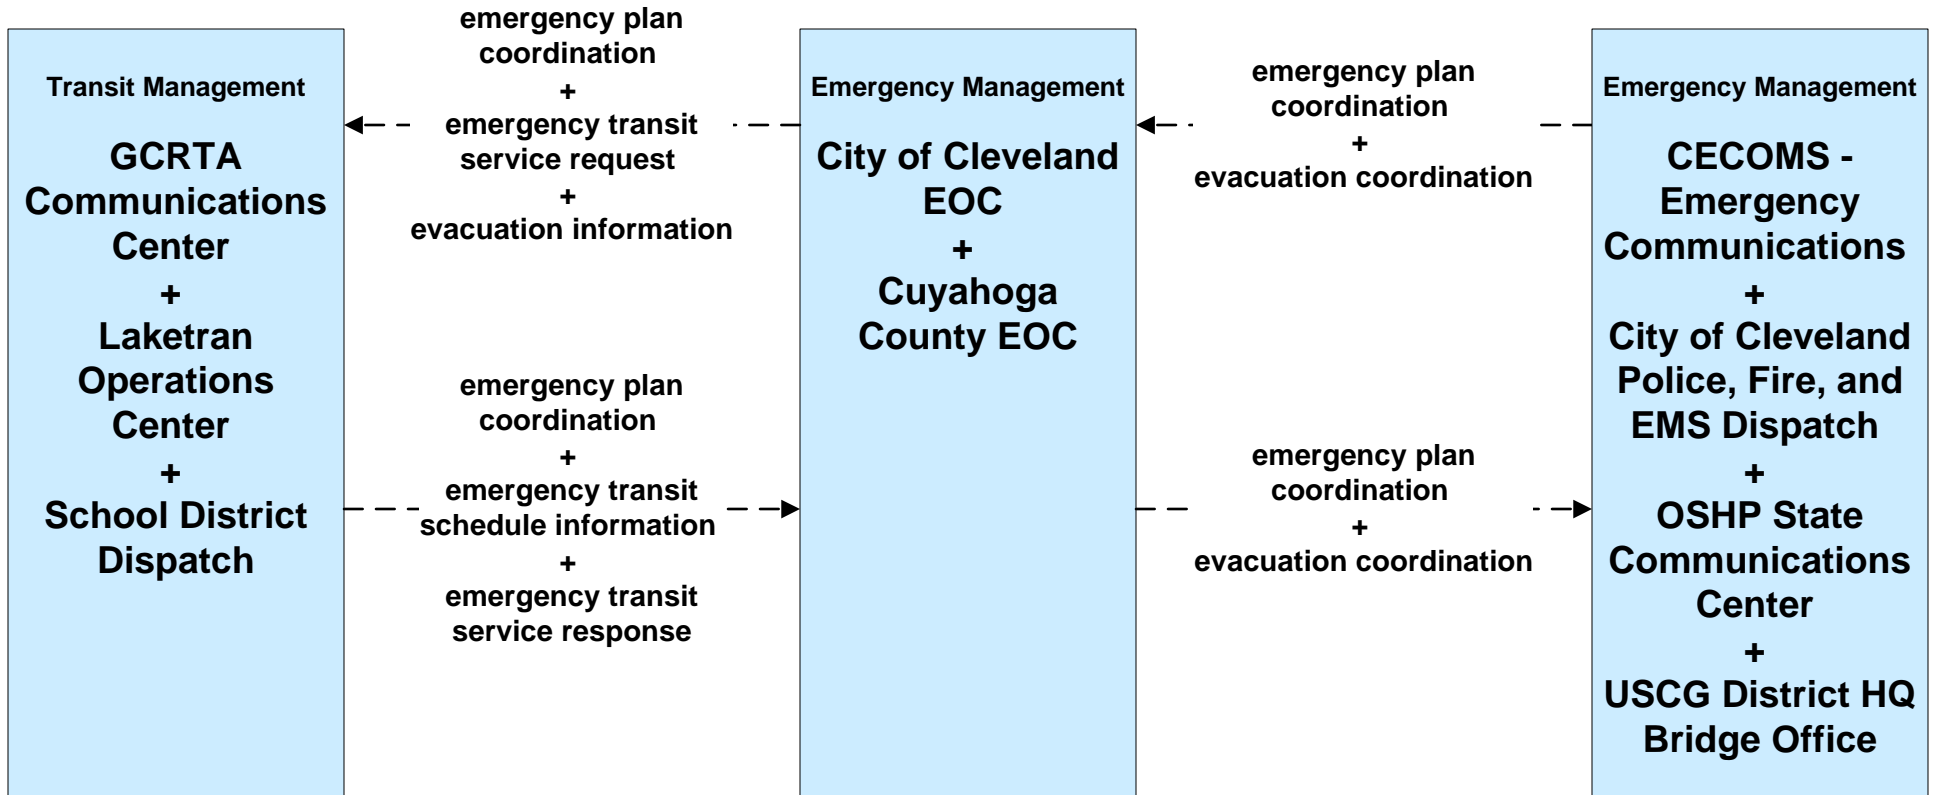 Transit Management
GCRTA
Communications
Center
+
Laketran
Operations
Center
+
School District
Dispatch
emergency plan
coordination
+
emergency transit
service request
+
evacuation information
emergency plan
coordination
+
emergency transit
schedule information
+
emergency transit
service response
Emergency Management
City of Cleveland
EOC
+
Cuyahoga
County EOC
emergency plan
coordination
+
evacuation coordination
emergency plan
coordination
+
evacuation coordination
Emergency Management
CECOMS -
Emergency
Communications
+
City of Cleveland
Police, Fire, and
EMS Dispatch
+
OSHP State
Communications
Center
+
USCG District HQ
Bridge Office